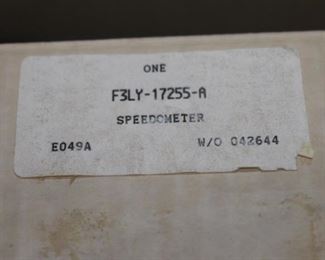 ONE
F3LY-17255-A
SPEEDOMETER
E049A W/O 042644